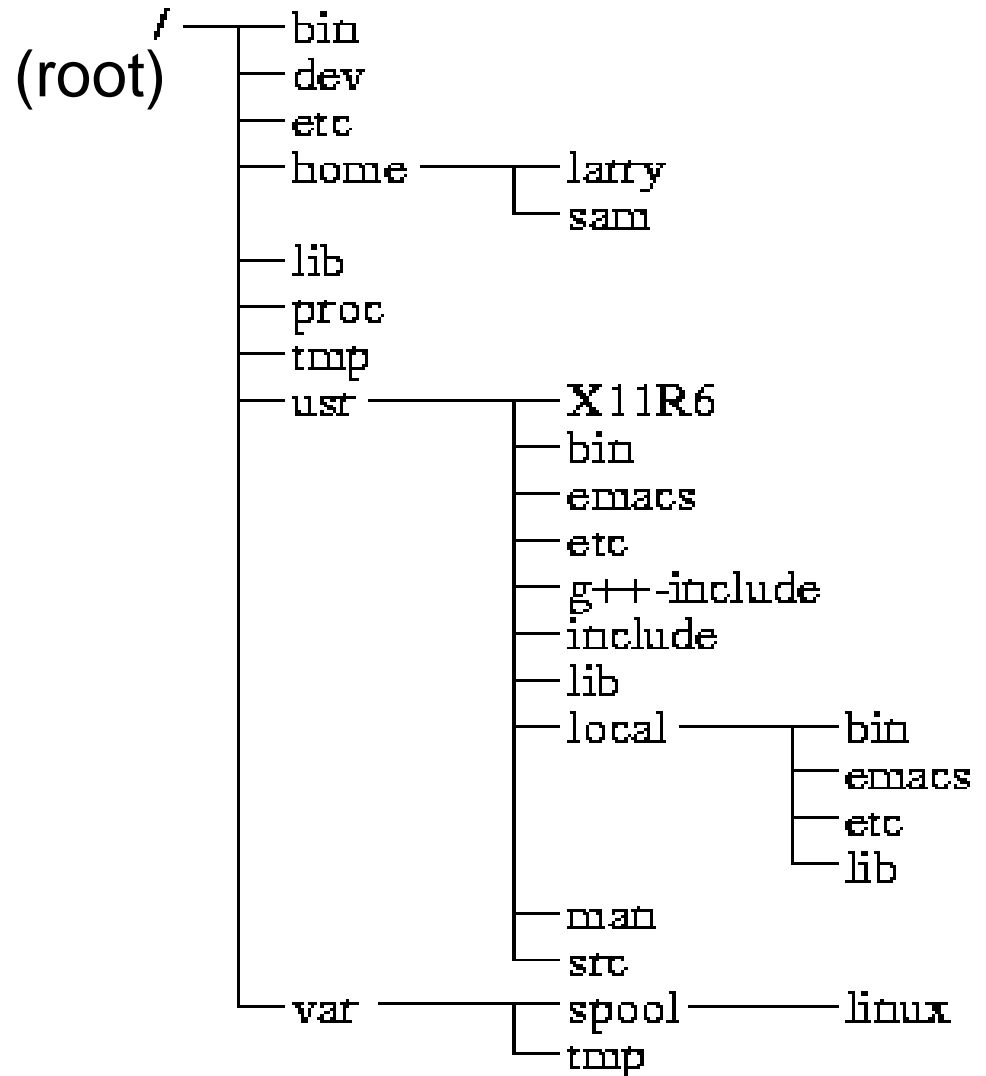 / bin
(root)
dev
etc
home larry
sam
lib
proc
tmp
usr X11R6
bin
emacs
etc
g++-include
include
lib
local bin
emacs
etc
lib
man
src
var spool linux
tmp